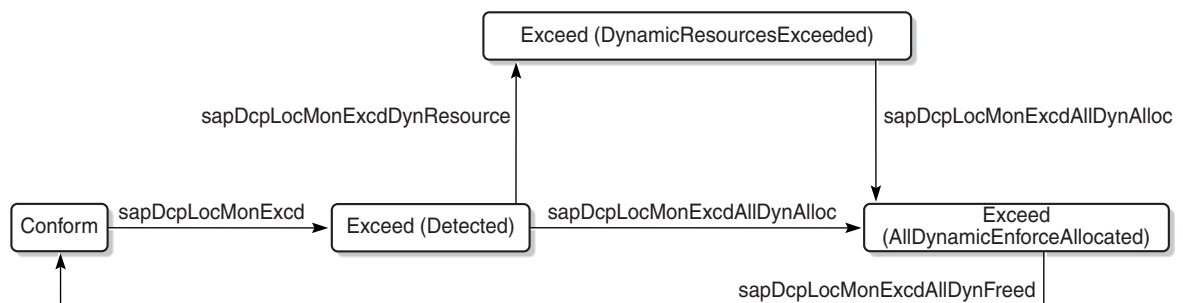 Exceed (DynamicResourcesExceeded)
sapDcpLocMonExcdDynResource
sapDcpLocMonExcdAllDynAlloc
Conform
sapDcpLocMonExcd
Exceed (Detected)
sapDcpLocMonExcdAllDynAlloc
Exceed
(AllDynamicEnforceAllocated)
sapDcpLocMonExcdAllDynFreed